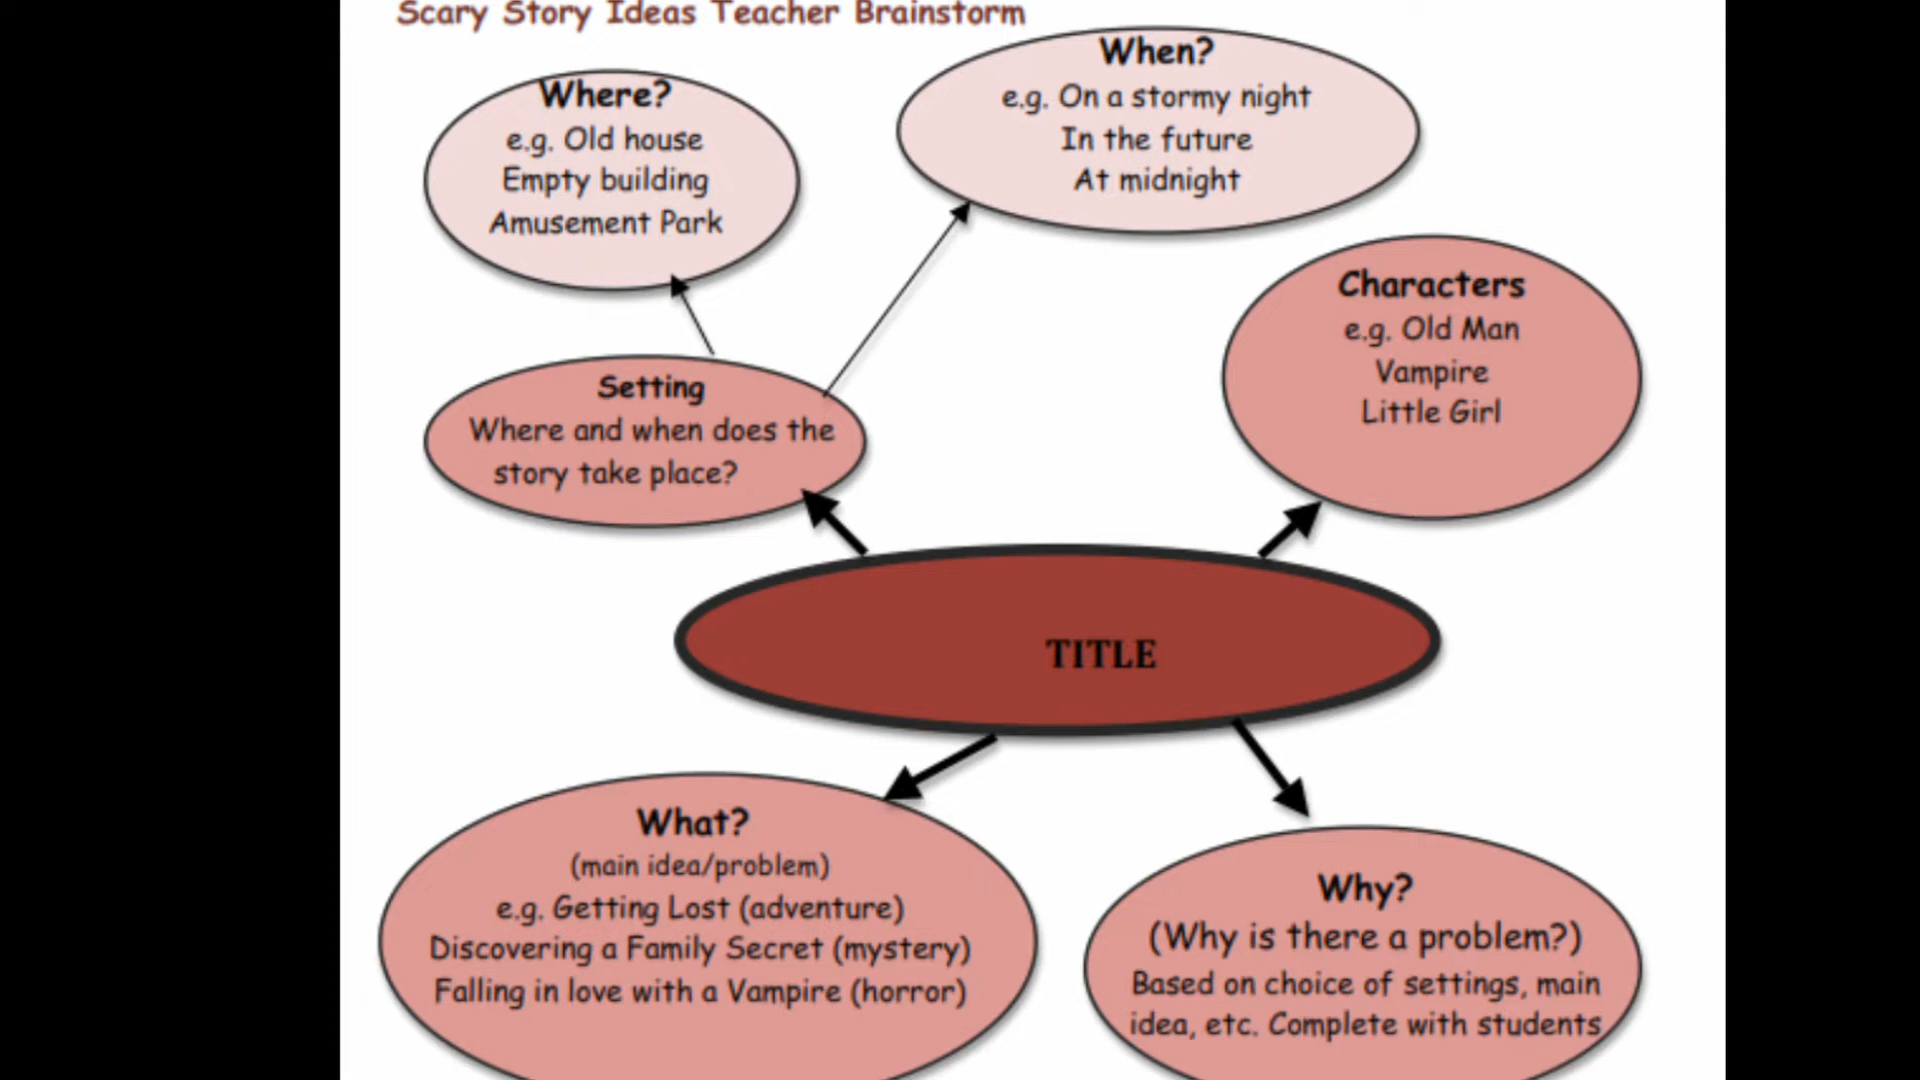 Scary Story Ideas Teacher Brainstorm
Where?
e.g. Old house
Empty building
Amusement Park
When?
e.g. On a stormy night
In the future
At midnight
Characters
e.g. Old Man
Vampire
Little Girl
Setting
Where and when does the
story take place?
TITLE
What?
(main idea/problem)
e.g. Getting Lost (adventure)
Discovering a Family Secret (mystery)
Falling in love with a Vampire (horror)
Why?
(Why is there a problem?)
Based on choice of settings, main
idea, etc. Complete with students